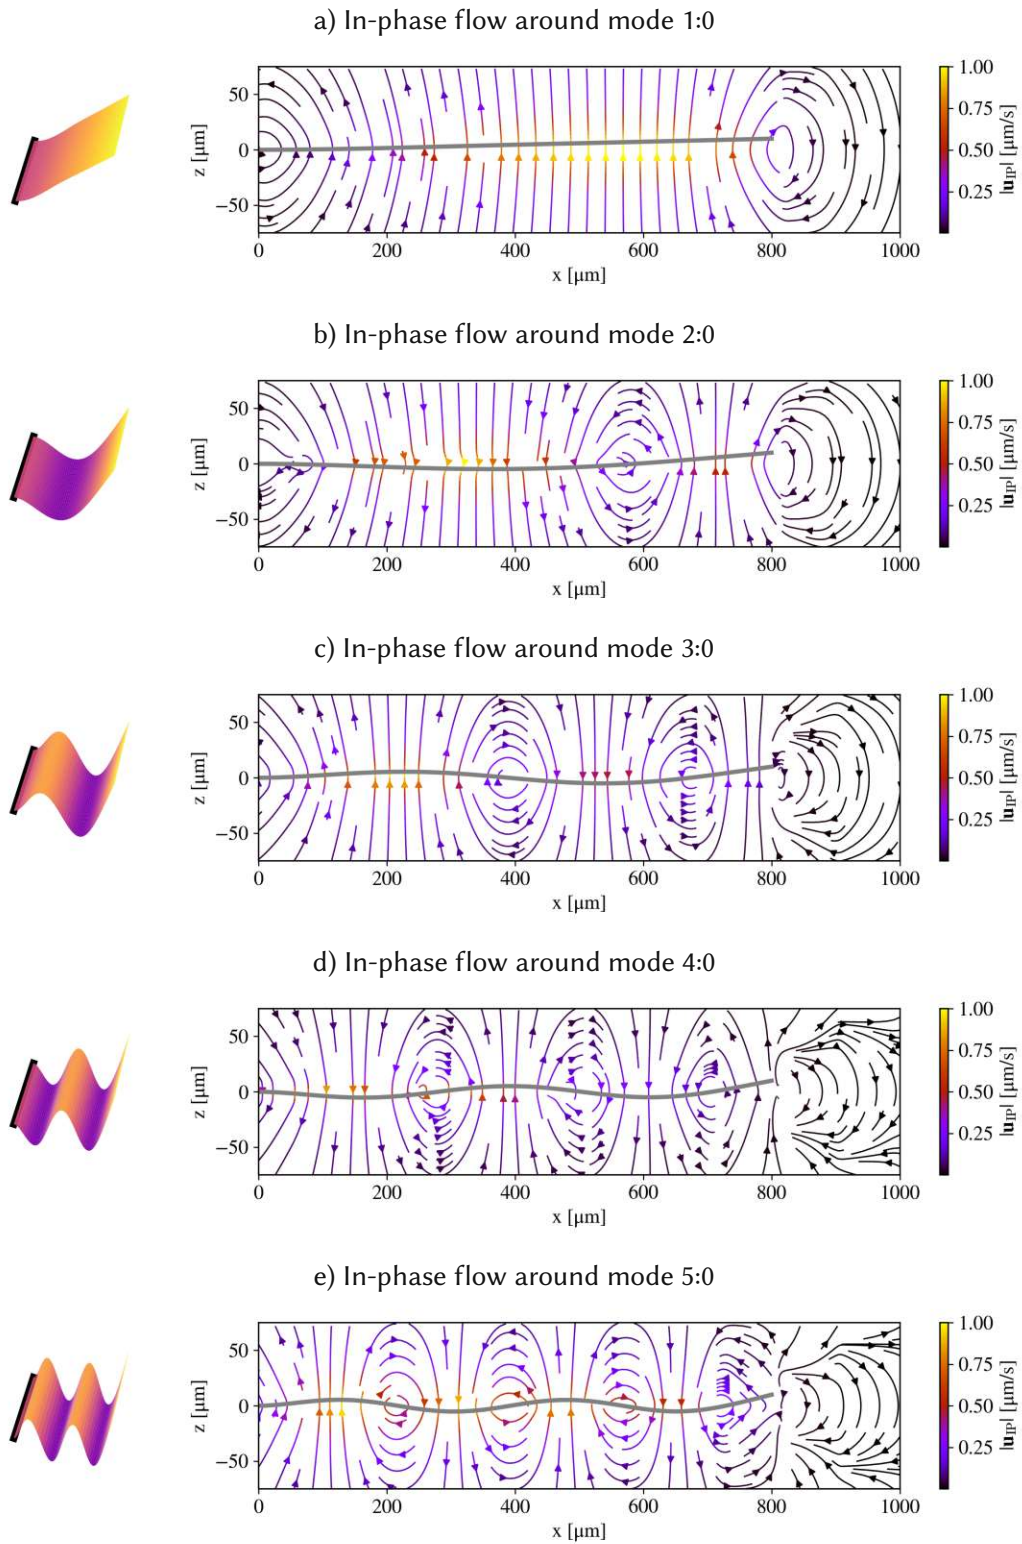 a) In-phase flow around mode 1:0
50
0
−50
z [µm]
0 200 400 600 800 1000
x [µm]
1.00
0.75
0.50
0.25
|u_IP| [µm/s]
b) In-phase flow around mode 2:0
50
0
−50
z [µm]
0 200 400 600 800 1000
x [µm]
1.00
0.75
0.50
0.25
|u_IP| [µm/s]
c) In-phase flow around mode 3:0
50
0
−50
z [µm]
0 200 400 600 800 1000
x [µm]
1.00
0.75
0.50
0.25
|u_IP| [µm/s]
d) In-phase flow around mode 4:0
50
0
−50
z [µm]
0 200 400 600 800 1000
x [µm]
1.00
0.75
0.50
0.25
|u_IP| [µm/s]
e) In-phase flow around mode 5:0
50
0
−50
z [µm]
0 200 400 600 800 1000
x [µm]
1.00
0.75
0.50
0.25
|u_IP| [µm/s]